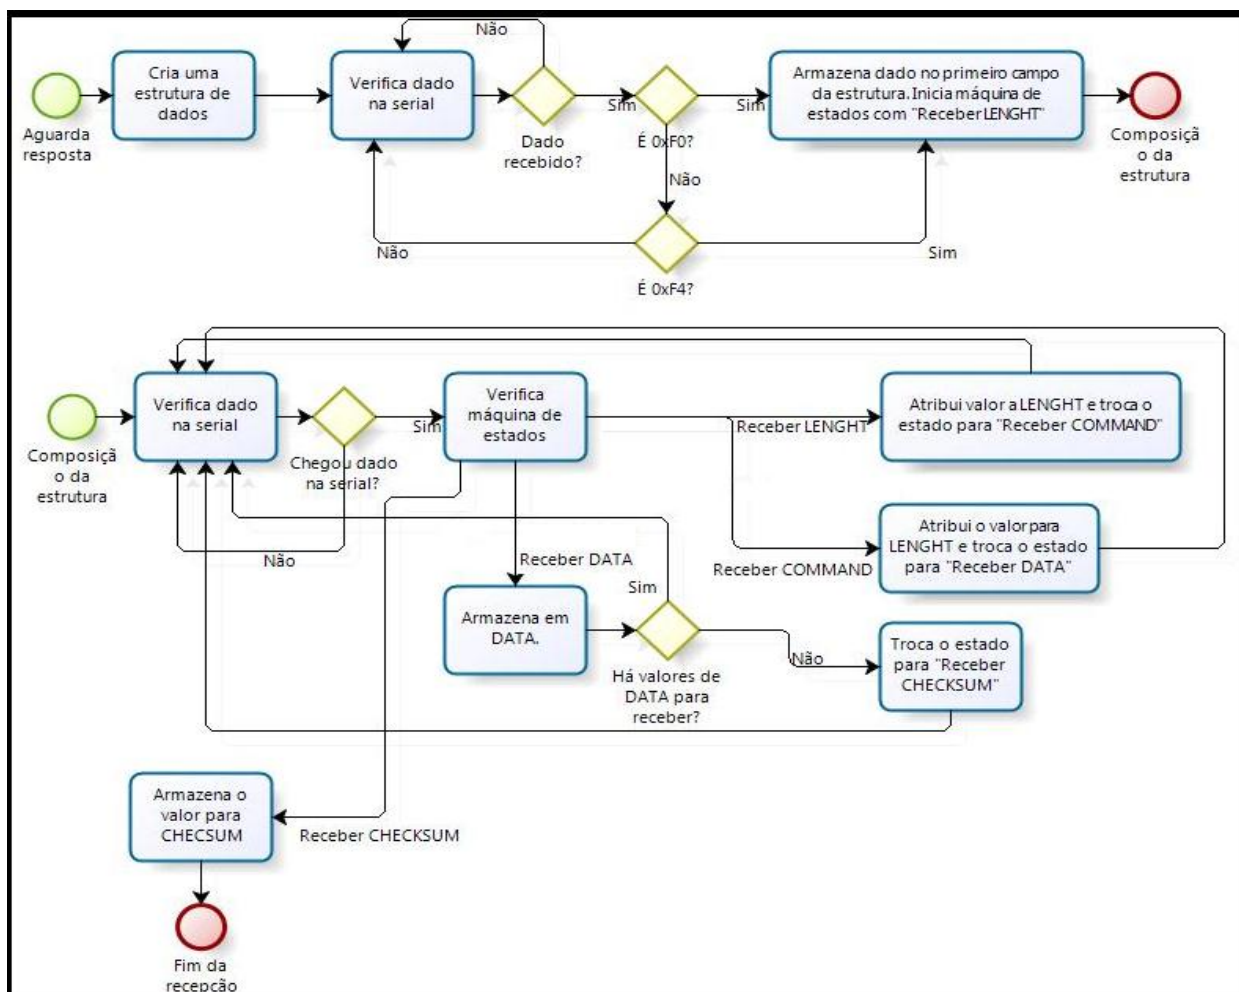 Não
Cria uma
estrutura de
dados
Verifica dado
na serial
Armazena dado no primeiro campo
da estrutura. Inicia máquina de
estados com "Receber LENGHT"
Sim
Sim
Aguarda
resposta
Dado
recebido?
É 0xF0?
Composiçã
o da
estrutura
Não
Não
Sim
É 0xF4?
Verifica dado
na serial
Verifica
máquina de
estados
Atribui valor a LENGHT e troca o
estado para "Receber COMMAND"
Sim
Receber LENGHT
Composiçã
o da
estrutura
Chegou dado
na serial?
Atribui o valor para
LENGHT e troca o estado
para "Receber DATA"
Não
Receber DATA
Receber COMMAND
Sim
Armazena em
DATA.
Troca o estado
para "Receber
CHECKSUM"
Não
Há valores de
DATA para
receber?
Armazena o
valor para
CHECSUM
Receber CHECKSUM
Fim da
recepção